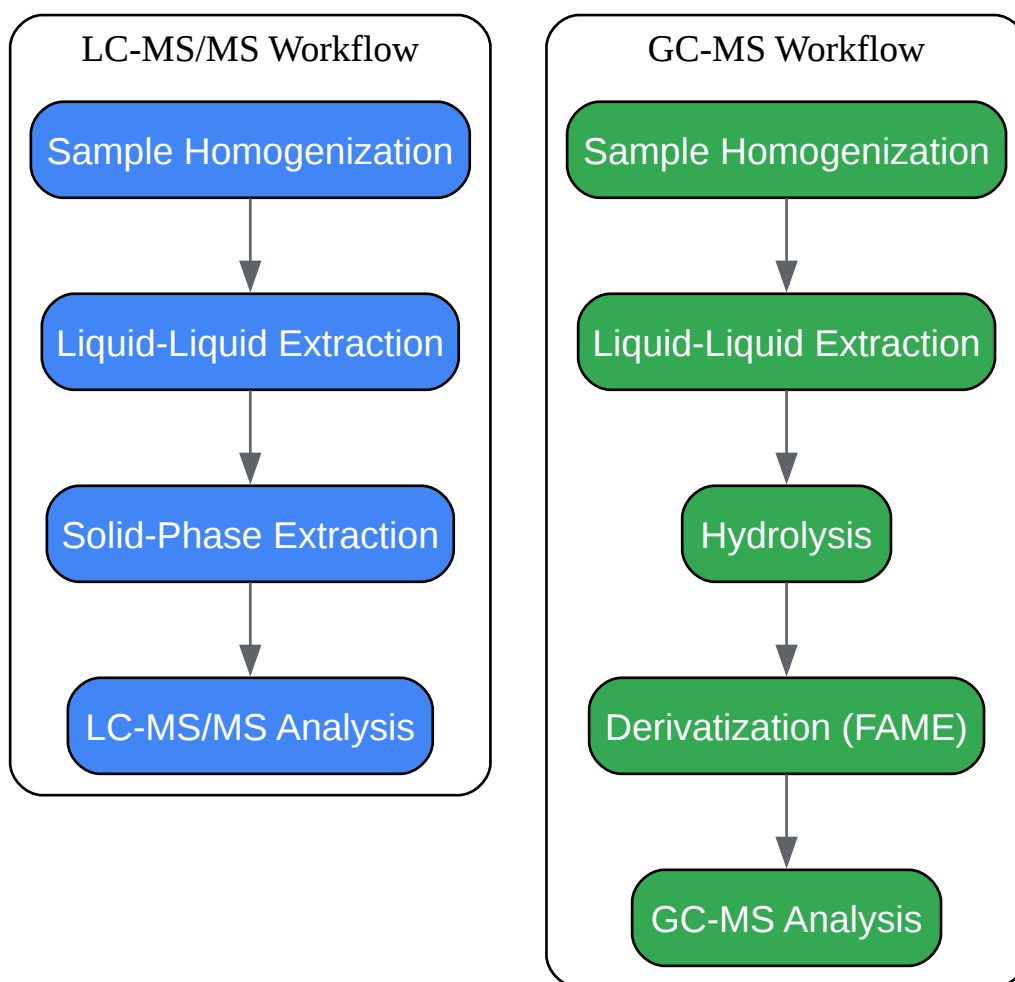 LC-MS/MS Workflow
Sample Homogenization
Liquid-Liquid Extraction
Solid-Phase Extraction
LC-MS/MS Analysis
GC-MS Workflow
Sample Homogenization
Liquid-Liquid Extraction
Hydrolysis
Derivatization (FAME)
GC-MS Analysis